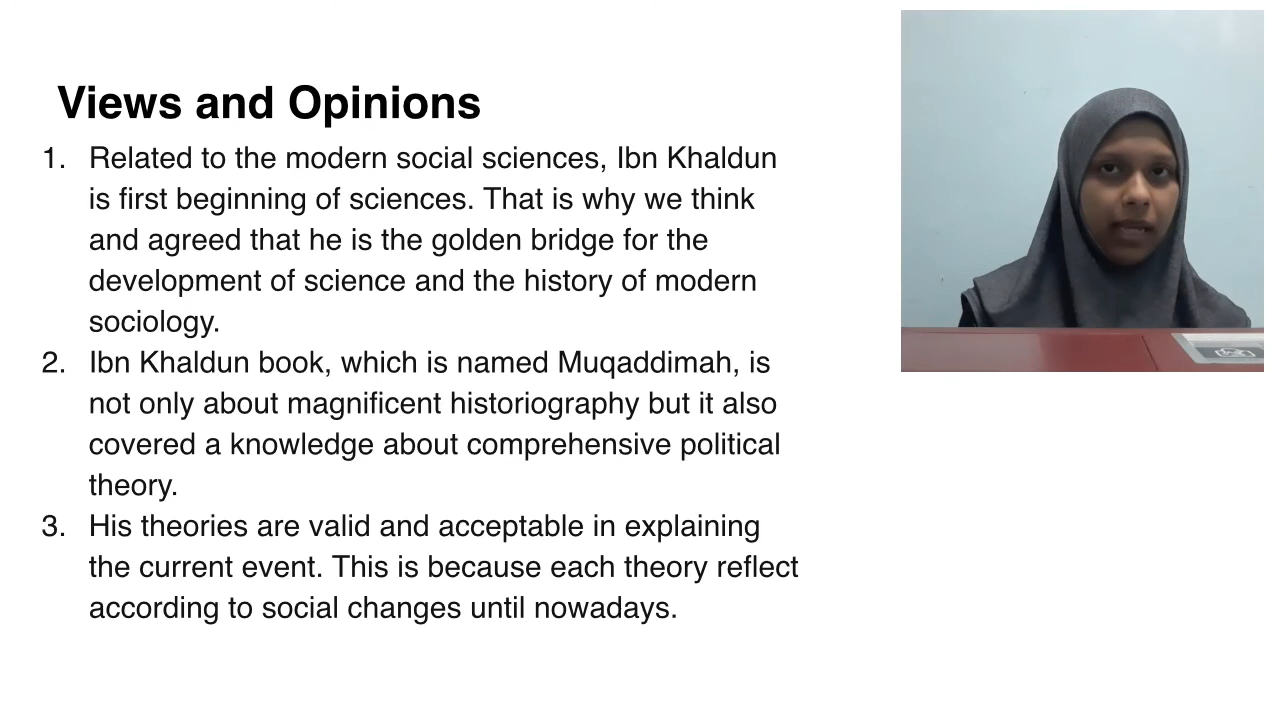 Views and Opinions
1. Related to the modern social sciences, Ibn Khaldun
is first beginning of sciences. That is why we think
and agreed that he is the golden bridge for the
development of science and the history of modern
sociology.
2. Ibn Khaldun book, which is named Muqaddimah, is
not only about magnificent historiography but it also
covered a knowledge about comprehensive political
theory.
3. His theories are valid and acceptable in explaining
the current event. This is because each theory reflect
according to social changes until nowadays.